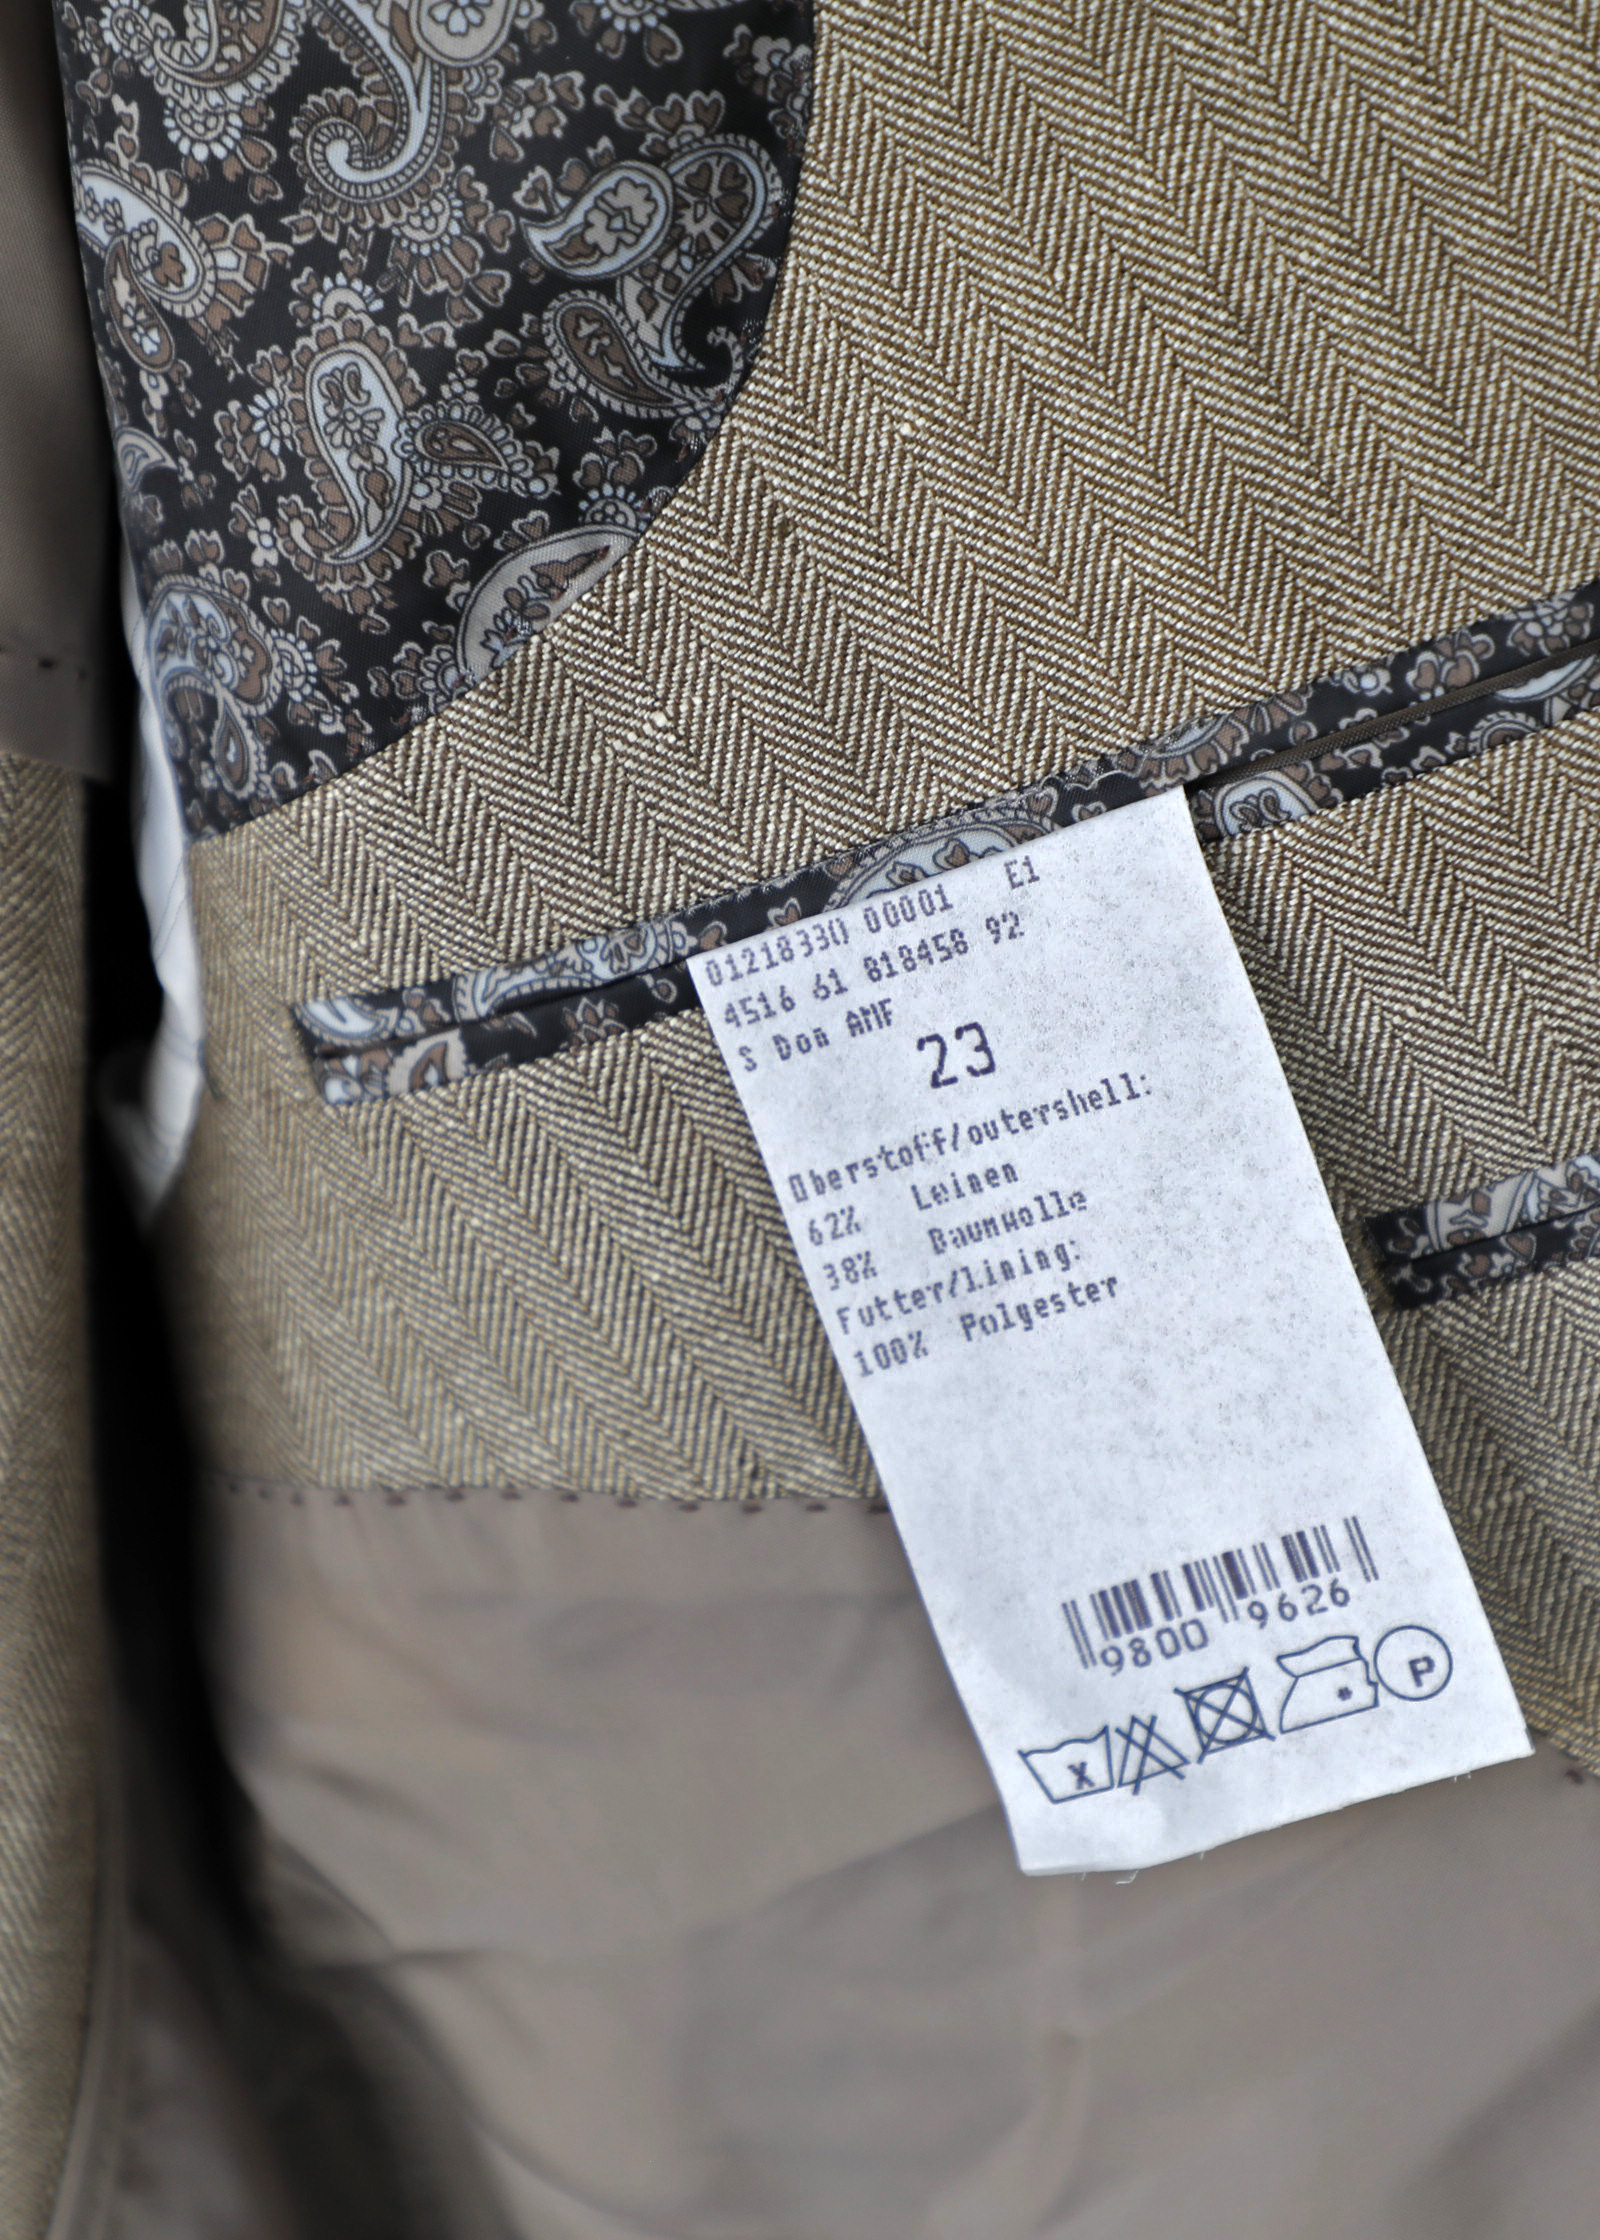 01218330 00001 E1
4516 61 818458 92
S Don AMF
23
Oberstoff/outershell:
62% Leinen
38% Baumwolle
Futter/lining:
100% Polyester
9800 9626
X
P